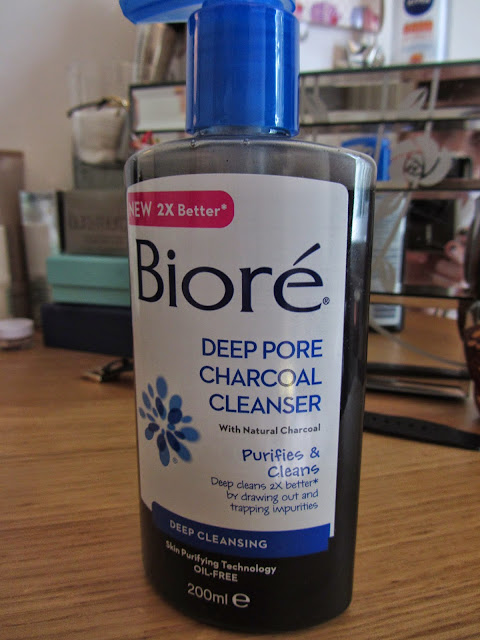 NEW 2X Better*
Bioré®
DEEP PORE
CHARCOAL
CLEANSER
With Natural Charcoal
Purifies &
Cleans
Deep cleans 2X better*
by drawing out and
trapping impurities
DEEP CLEANSING
Skin Purifying Technology
OIL-FREE
200ml ℮